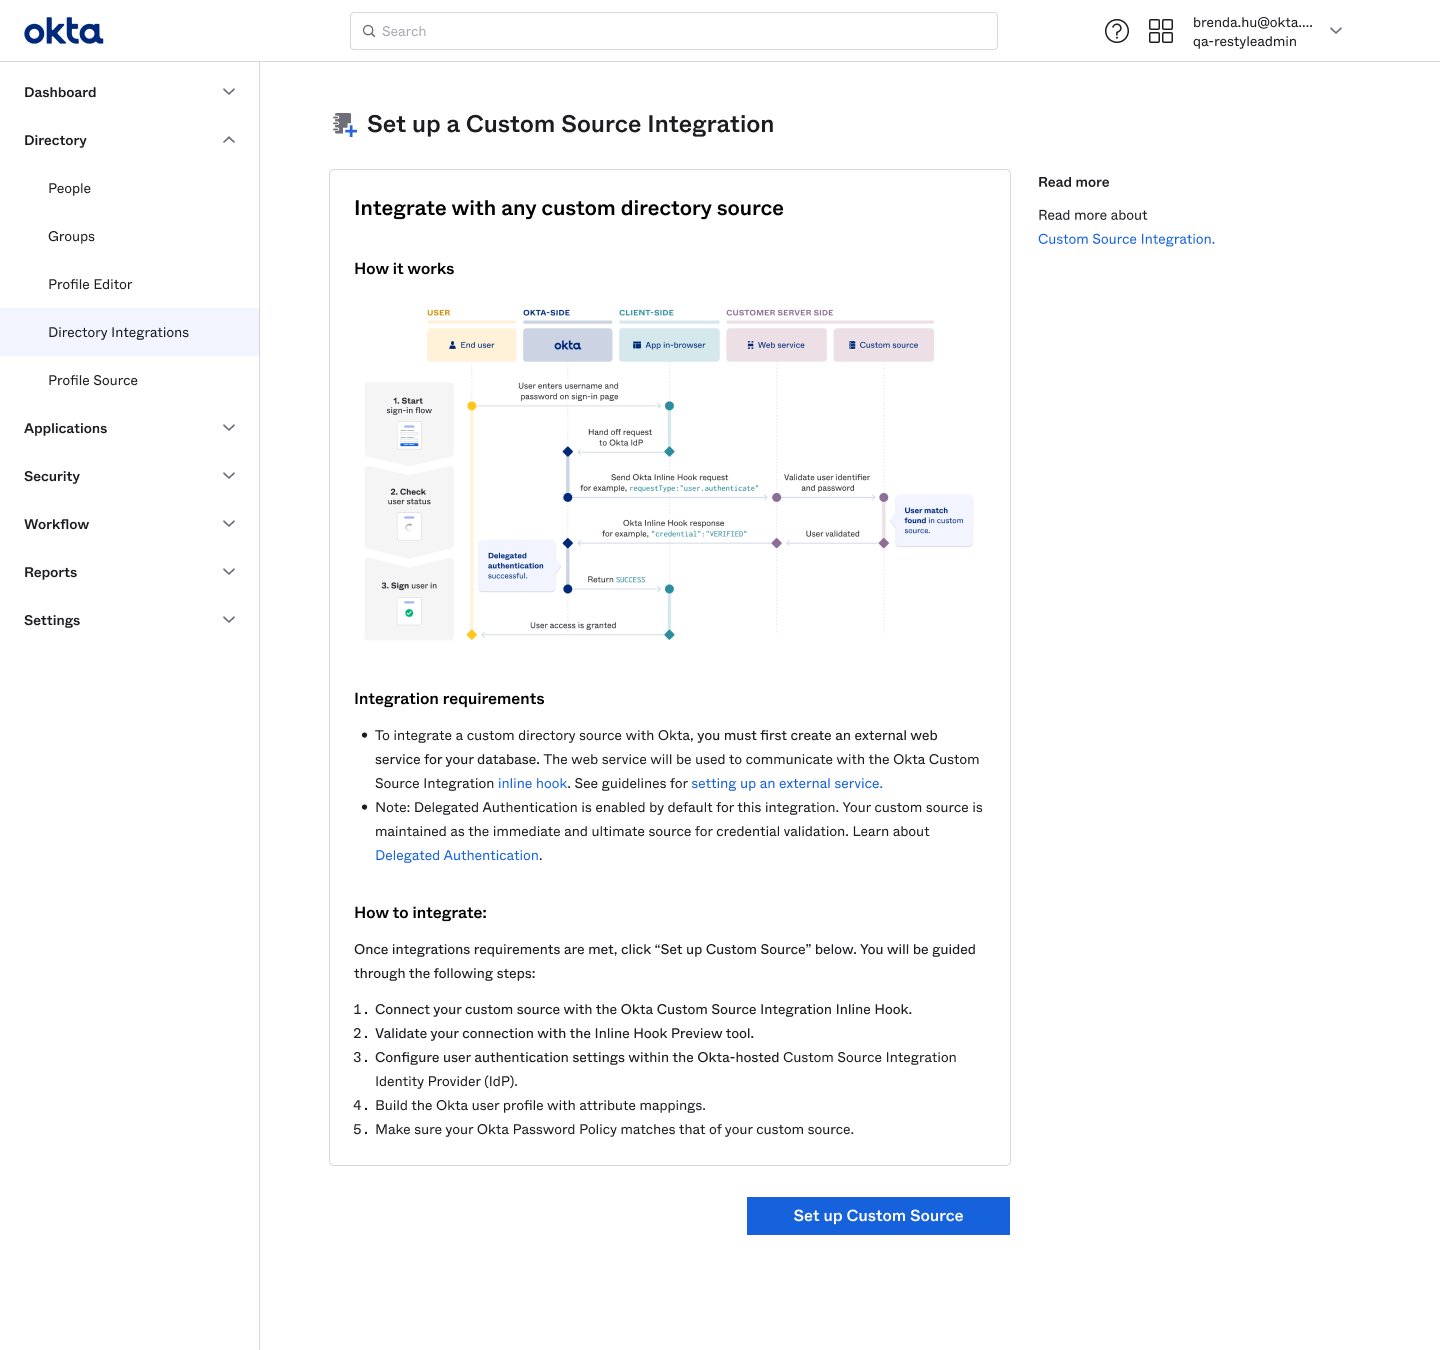 okta
Search
brenda.hu@okta....
qa-restyleadmin
Dashboard
Directory
People
Groups
Profile Editor
Directory Integrations
Profile Source
Applications
Security
Workflow
Reports
Settings
Set up a Custom Source Integration
Integrate with any custom directory source
How it works
USER
OKTA-SIDE
CLIENT-SIDE
CUSTOMER SERVER SIDE
End user
okta
App in-browser
Web service
Custom source
1. Start
sign-in flow
User enters username and
password on sign-in page
Hand off request
to Okta IdP
2. Check
user status
Send Okta Inline Hook request
for example, requestType:"user.authenticate"
Validate user identifier
and password
User match
found in custom
source.
Okta Inline Hook response
for example, "credential":"VERIFIED"
User validated
Delegated
authentication
successful.
3. Sign user in
Return SUCCESS
User access is granted
Integration requirements
• To integrate a custom directory source with Okta, you must first create an external web
service for your database. The web service will be used to communicate with the Okta Custom
Source Integration inline hook. See guidelines for setting up an external service.
• Note: Delegated Authentication is enabled by default for this integration. Your custom source is
maintained as the immediate and ultimate source for credential validation. Learn about
Delegated Authentication.
How to integrate:
Once integrations requirements are met, click “Set up Custom Source” below. You will be guided
through the following steps:
1. Connect your custom source with the Okta Custom Source Integration Inline Hook.
2. Validate your connection with the Inline Hook Preview tool.
3. Configure user authentication settings within the Okta-hosted Custom Source Integration
Identity Provider (IdP).
4. Build the Okta user profile with attribute mappings.
5. Make sure your Okta Password Policy matches that of your custom source.
Set up Custom Source
Read more
Read more about
Custom Source Integration.